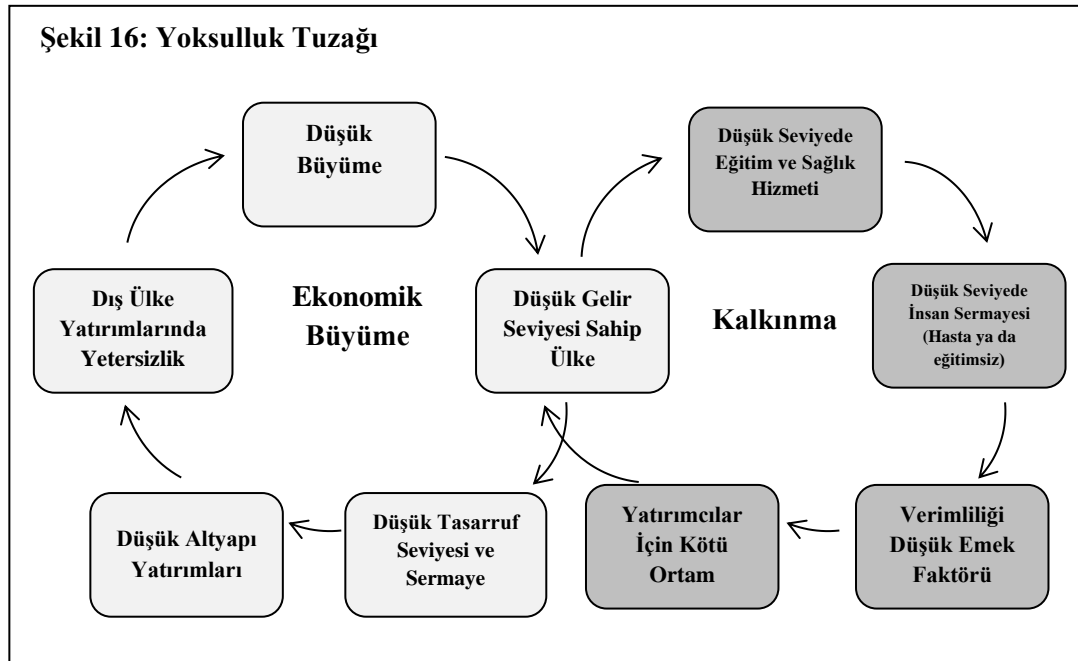 Şekil 16: Yoksulluk Tuzağı
Düşük
Büyüme
Düşük Seviyede
Eğitim ve Sağlık
Hizmeti
Dış Ülke
Yatırımlarında
Yetersizlik
Ekonomik
Büyüme
Düşük Gelir
Seviyesi Sahip
Ülke
Kalkınma
Düşük Seviyede
İnsan Sermayesi
(Hasta ya da
eğitimsiz)
Düşük Altyapı
Yatırımları
Düşük Tasarruf
Seviyesi ve
Sermaye
Yatırımcılar
İçin Kötü
Ortam
Verimliliği
Düşük Emek
Faktörü